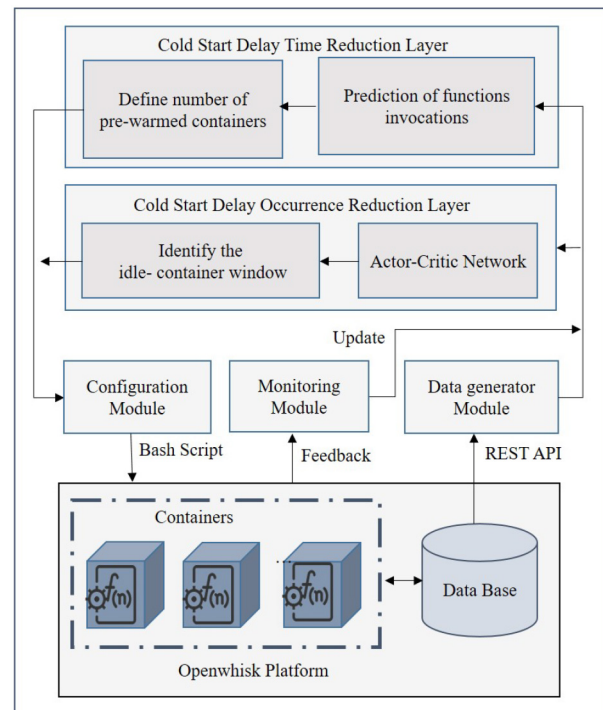 Cold Start Delay Time Reduction Layer
Define number of
pre-warmed containers
Prediction of functions
invocations
Cold Start Delay Occurrence Reduction Layer
Identify the
idle- container window
Actor-Critic Network
Update
Configuration
Module
Monitoring
Module
Data generator
Module
Bash Script
Feedback
REST API
Containers
...
f(n)
f(n)
f(n)
Data Base
Openwhisk Platform